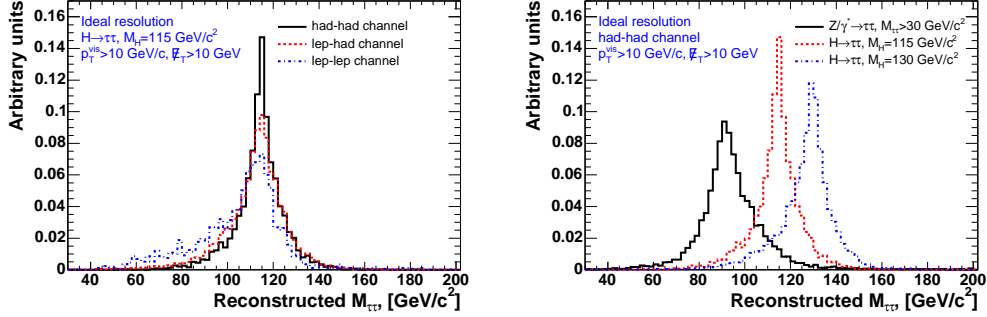 Arbitrary units
0.16
0.14
0.12
0.1
0.08
0.06
0.04
0.02
0
Ideal resolution
H→ττ, M_H=115 GeV/c²
p_T^vis>10 GeV/c, E̸_T>10 GeV
had-had channel
lep-had channel
lep-lep channel
40 60 80 100 120 140 160 180 200
Reconstructed M_ττ, [GeV/c²]
Arbitrary units
0.16
0.14
0.12
0.1
0.08
0.06
0.04
0.02
0
Ideal resolution
had-had channel
p_T^vis>10 GeV/c, E̸_T>10 GeV
Z/γ*→ττ, M_ττ>30 GeV/c²
H→ττ, M_H=115 GeV/c²
H→ττ, M_H=130 GeV/c²
40 60 80 100 120 140 160 180 200
Reconstructed M_ττ, [GeV/c²]